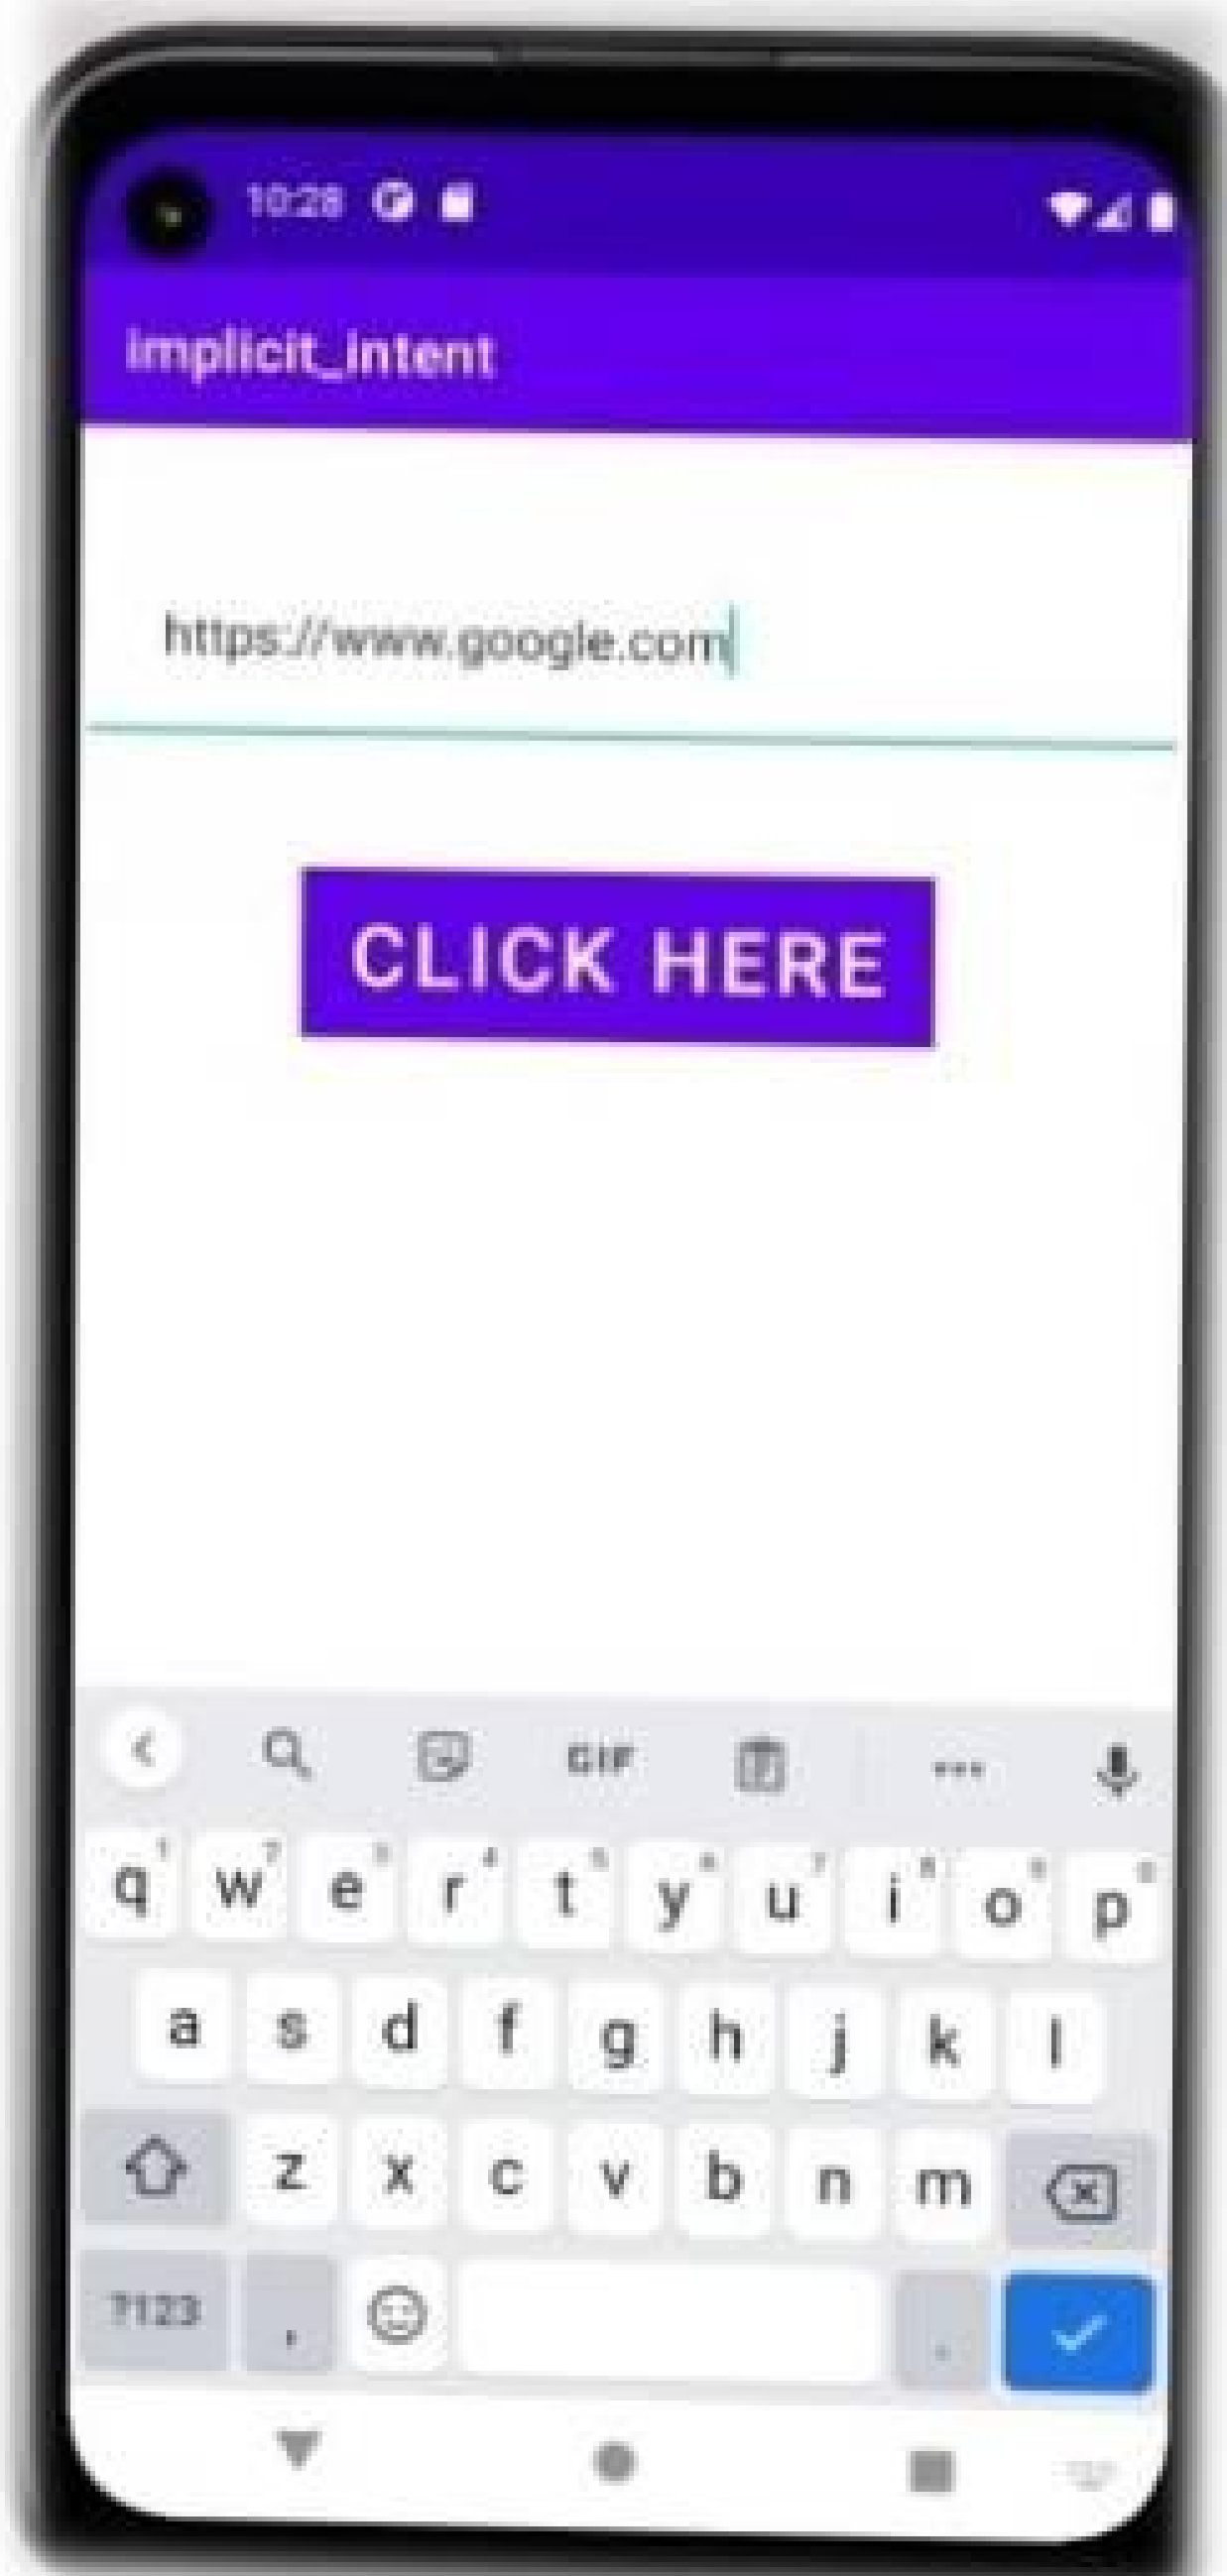 10:28
implicit_intent
https://www.google.com
CLICK HERE
GIF
q w e r t y u i o p
a s d f g h j k l
z x c v b n m
?123 , .